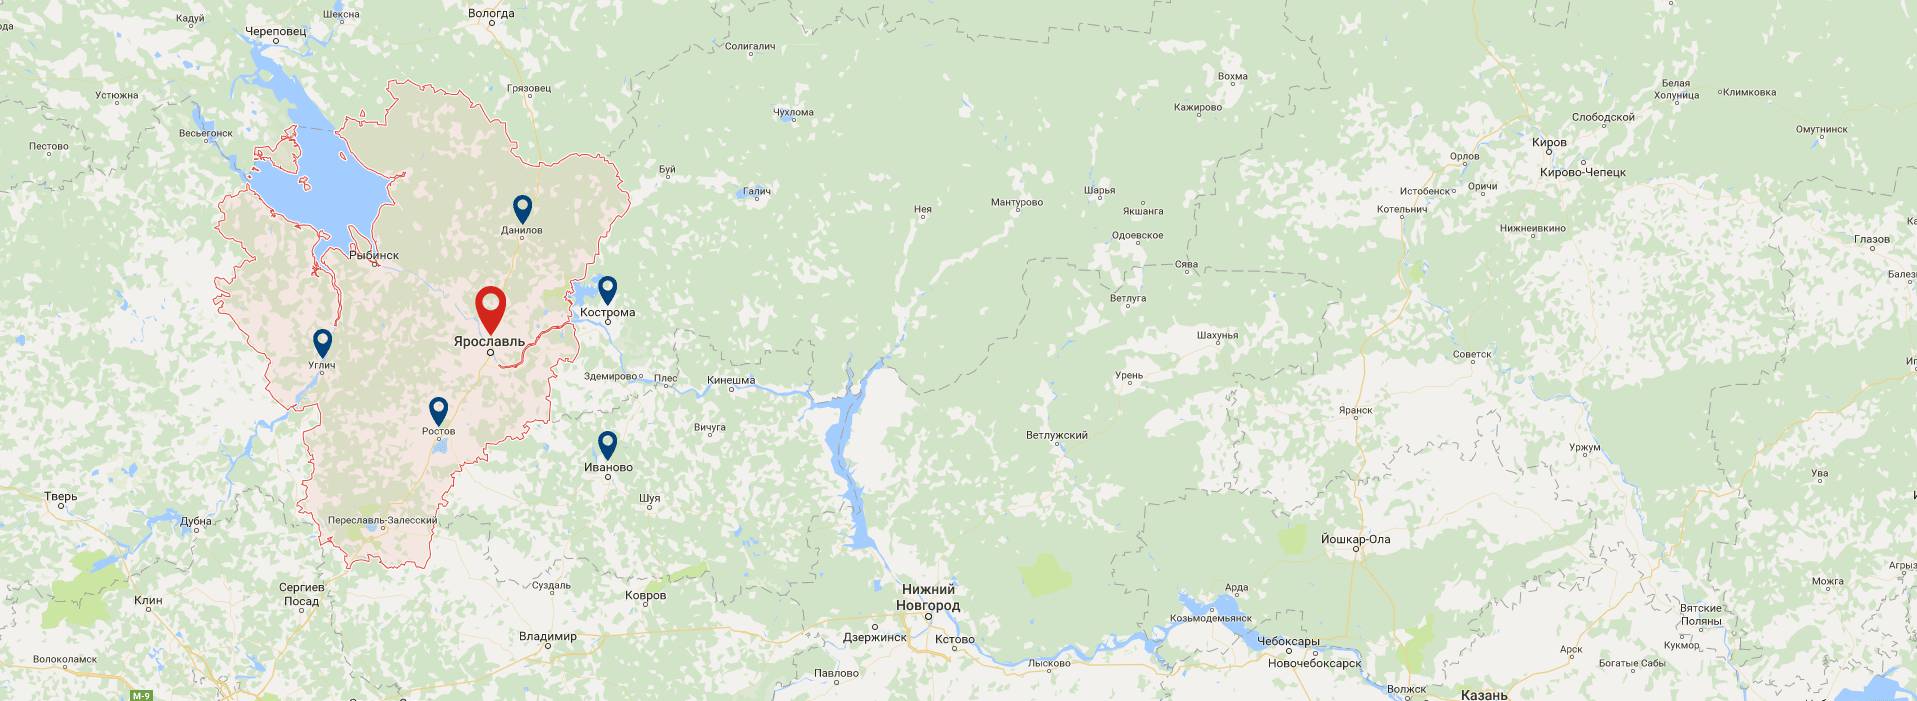 Кадуй
Шексна
Вологда
Череповец
Солигалич
Вохма
Белая
Холуница
Климковка
Устюжна
Грязовец
Кажирово
Чухлома
Слободской
Омутнинск
Весьегонск
Пестово
Киров
Орлов
Кирово-Чепецк
Буй
Галич
Шарья
Истобенск
Оричи
Нея
Мантурово
Якшанга
Котельнич
Данилов
Одоевское
Нижнеивкино
Глазов
Рыбинск
Сява
Кострома
Ветлуга
Ярославль
Шахунья
Советск
Углич
Здемирово
Плес
Кинешма
Урень
Яранск
Ростов
Вичуга
Ветлужский
Уржум
Иваново
Ува
Тверь
Шуя
Дубна
Переславль-Залесский
Йошкар-Ола
Сергиев
Посад
Суздаль
Клин
Ковров
Нижний
Новгород
Арда
Можга
Козьмодемьянск
Вятские
Поляны
Владимир
Дзержинск
Кстово
Чебоксары
Кукмор
Волоколамск
Лысково
Новочебоксарск
Арск
Богатые Сабы
Павлово
М-9
Волжск
Казань